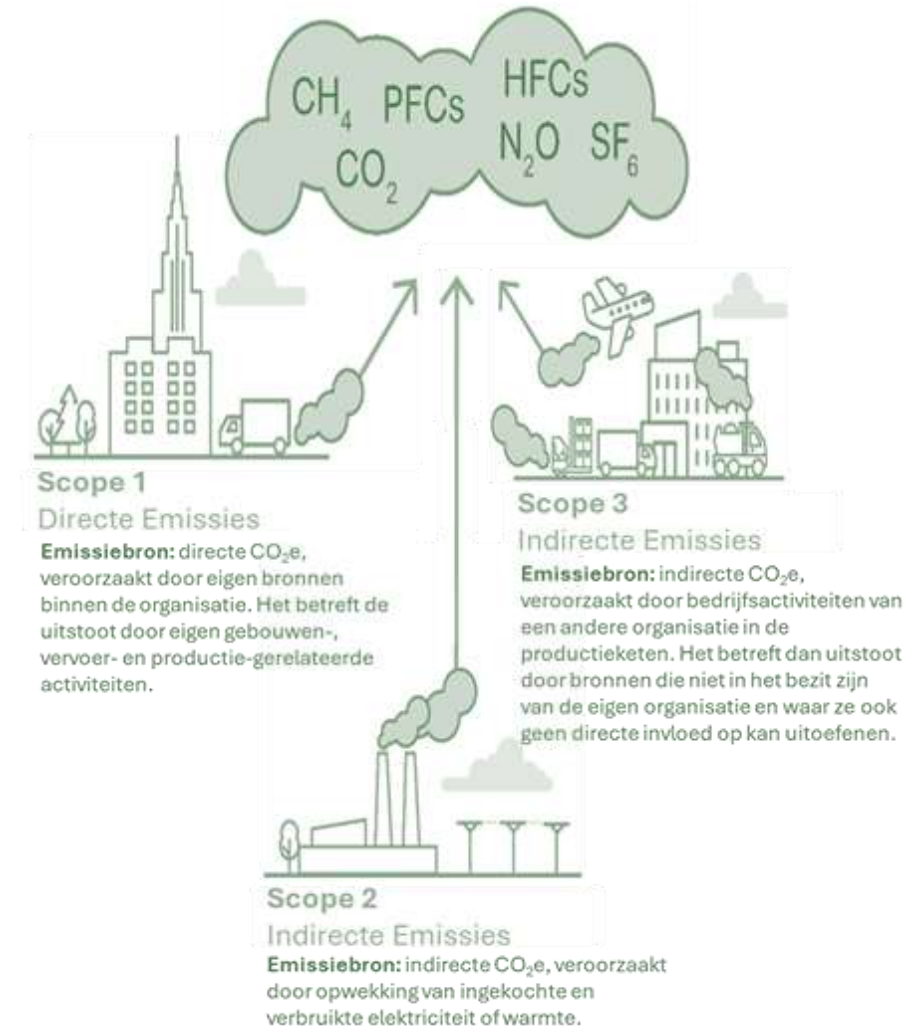 CH₄ PFCs HFCs
CO₂ N₂O SF₆
Scope 1
Directe Emissies
Emissiebron: directe CO₂e,
veroorzaakt door eigen bronnen
binnen de organisatie. Het betreft de
uitstoot door eigen gebouwen-,
vervoer- en productie-gerelateerde
activiteiten.
Scope 3
Indirecte Emissies
Emissiebron: indirecte CO₂e,
veroorzaakt door bedrijfsactiviteiten van
een andere organisatie in de
productieketen. Het betreft dan uitstoot
door bronnen die niet in het bezit zijn
van de eigen organisatie en waar ze ook
geen directe invloed op kan uitoefenen.
Scope 2
Indirecte Emissies
Emissiebron: indirecte CO₂e, veroorzaakt
door opwekking van ingekochte en
verbruikte elektriciteit of warmte.